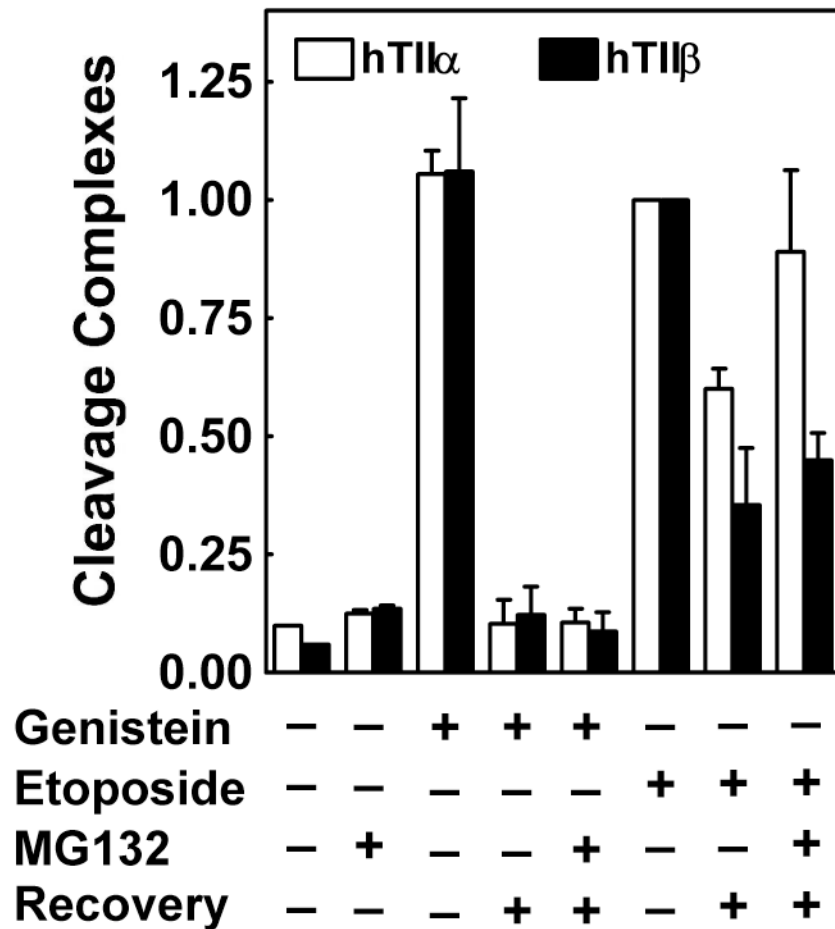 Cleavage Complexes
hTIIα hTIIβ
1.25
1.00
0.75
0.50
0.25
0.00
Genistein − − + + + − − −
Etoposide − − − − − + + +
MG132 − + − − + − − +
Recovery − − − + + − + +